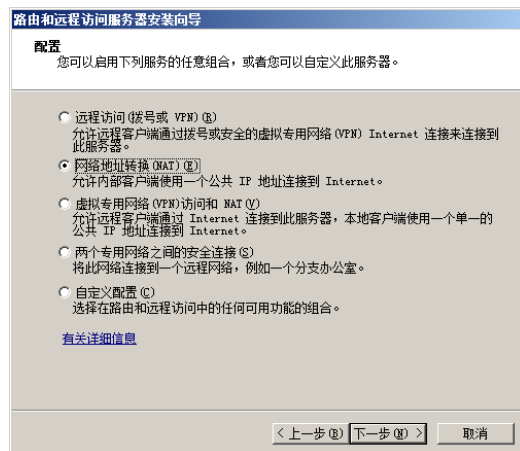 路由和远程访问服务器安装向导
配置
您可以启用下列服务的任意组合，或者您可以自定义此服务器。
远程访问(拨号或 VPN)(R)
允许远程客户端通过拨号或安全的虚拟专用网络(VPN) Internet 连接来连接到
此服务器。
网络地址转换(NAT)(E)
允许内部客户端使用一个公共 IP 地址连接到 Internet。
虚拟专用网络(VPN)访问和 NAT(V)
允许远程客户端通过 Internet 连接到此服务器，本地客户端使用一个单一的
公共 IP 地址连接到 Internet。
两个专用网络之间的安全连接(S)
将此网络连接到一个远程网络，例如一个分支办公室。
自定义配置(C)
选择在路由和远程访问中的任何可用功能的组合。
有关详细信息
< 上一步(B) 下一步(N) > 取消